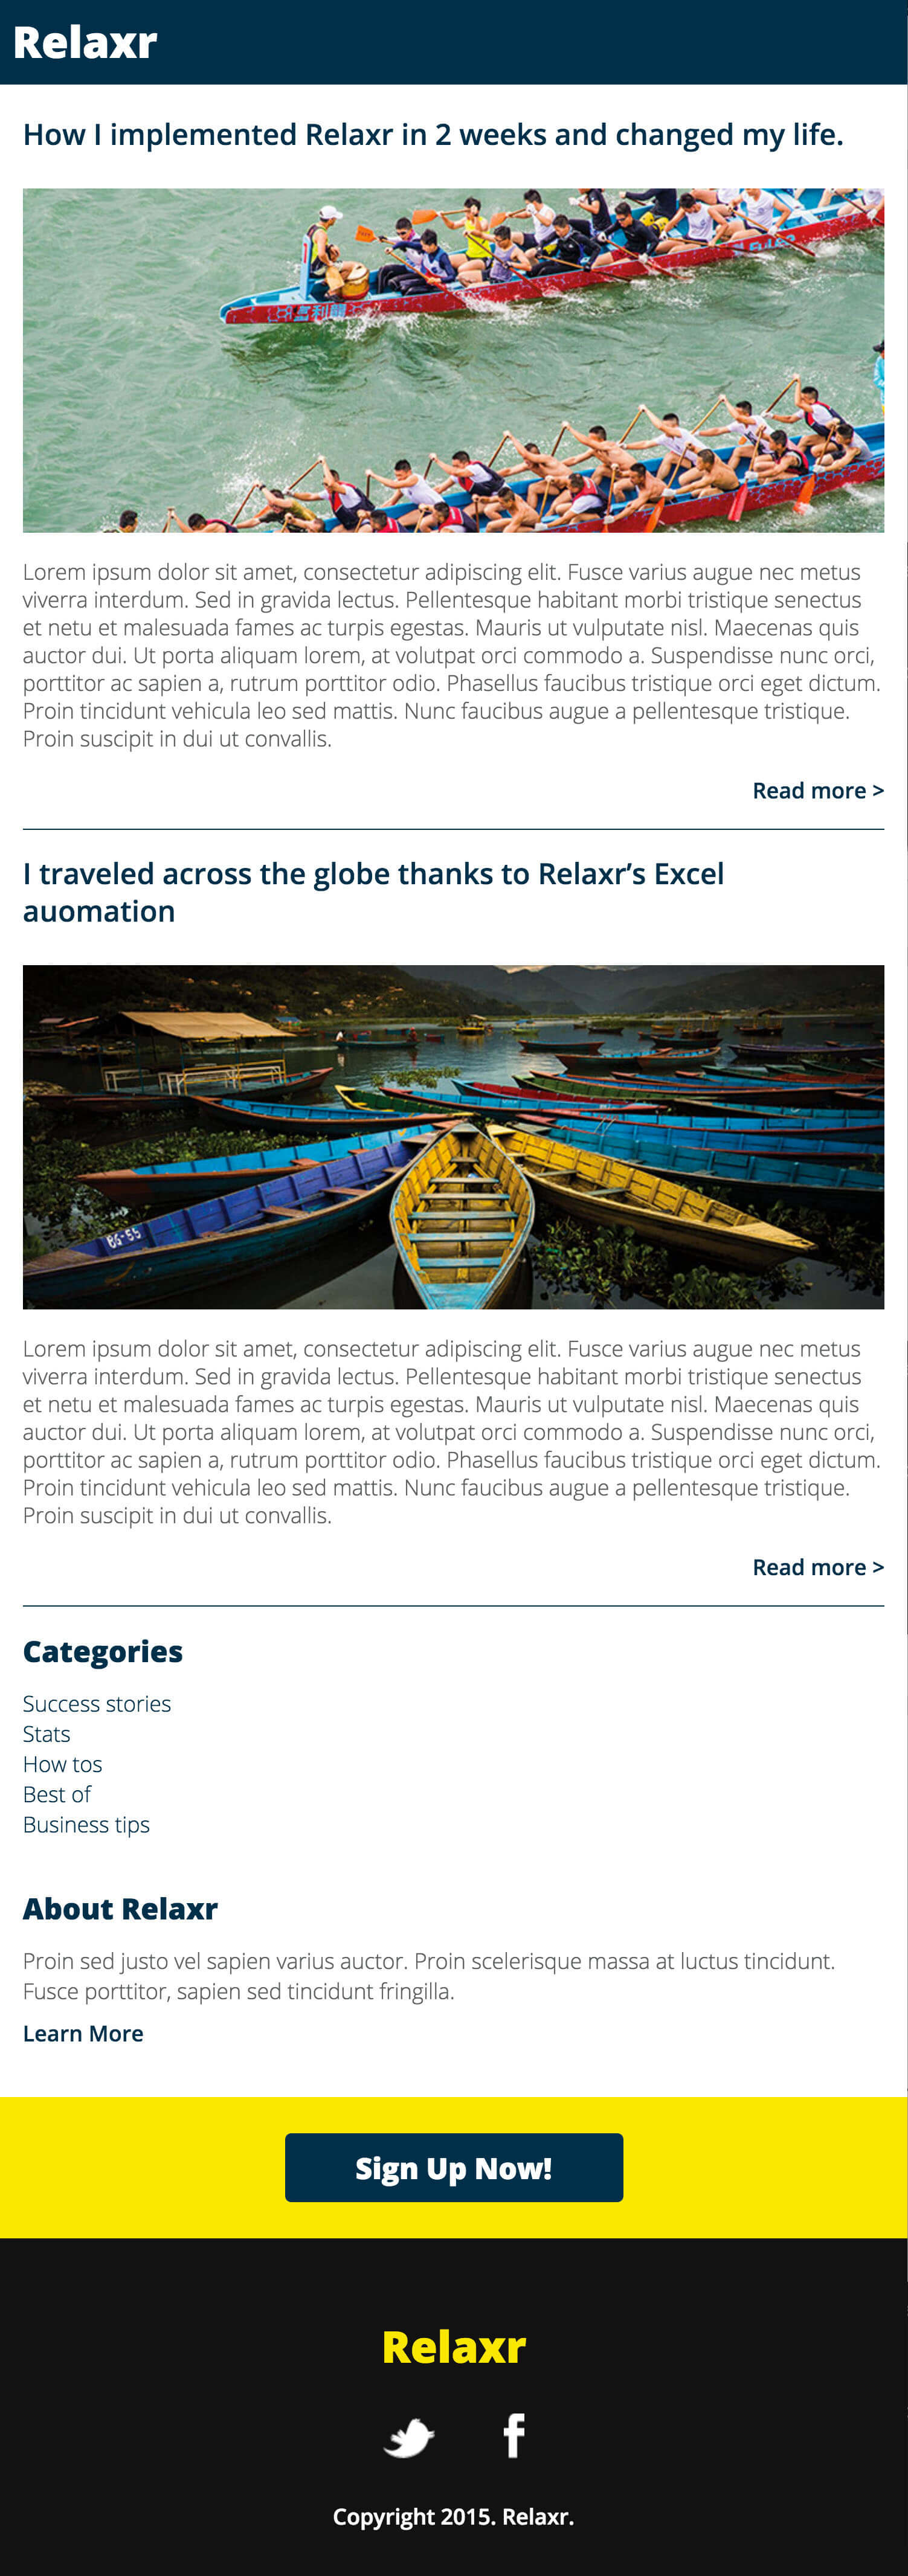 Relaxr
How I implemented Relaxr in 2 weeks and changed my life.
Lorem ipsum dolor sit amet, consectetur adipiscing elit. Fusce varius augue nec metus
viverra interdum. Sed in gravida lectus. Pellentesque habitant morbi tristique senectus
et netu et malesuada fames ac turpis egestas. Mauris ut vulputate nisl. Maecenas quis
auctor dui. Ut porta aliquam lorem, at volutpat orci commodo a. Suspendisse nunc orci,
porttitor ac sapien a, rutrum porttitor odio. Phasellus faucibus tristique orci eget dictum.
Proin tincidunt vehicula leo sed mattis. Nunc faucibus augue a pellentesque tristique.
Proin suscipit in dui ut convallis.
Read more >
I traveled across the globe thanks to Relaxr’s Excel
auomation
BG-55
Lorem ipsum dolor sit amet, consectetur adipiscing elit. Fusce varius augue nec metus
viverra interdum. Sed in gravida lectus. Pellentesque habitant morbi tristique senectus
et netu et malesuada fames ac turpis egestas. Mauris ut vulputate nisl. Maecenas quis
auctor dui. Ut porta aliquam lorem, at volutpat orci commodo a. Suspendisse nunc orci,
porttitor ac sapien a, rutrum porttitor odio. Phasellus faucibus tristique orci eget dictum.
Proin tincidunt vehicula leo sed mattis. Nunc faucibus augue a pellentesque tristique.
Proin suscipit in dui ut convallis.
Read more >
Categories
Success stories
Stats
How tos
Best of
Business tips
About Relaxr
Proin sed justo vel sapien varius auctor. Proin scelerisque massa at luctus tincidunt.
Fusce porttitor, sapien sed tincidunt fringilla.
Learn More
Sign Up Now!
Relaxr
Copyright 2015. Relaxr.